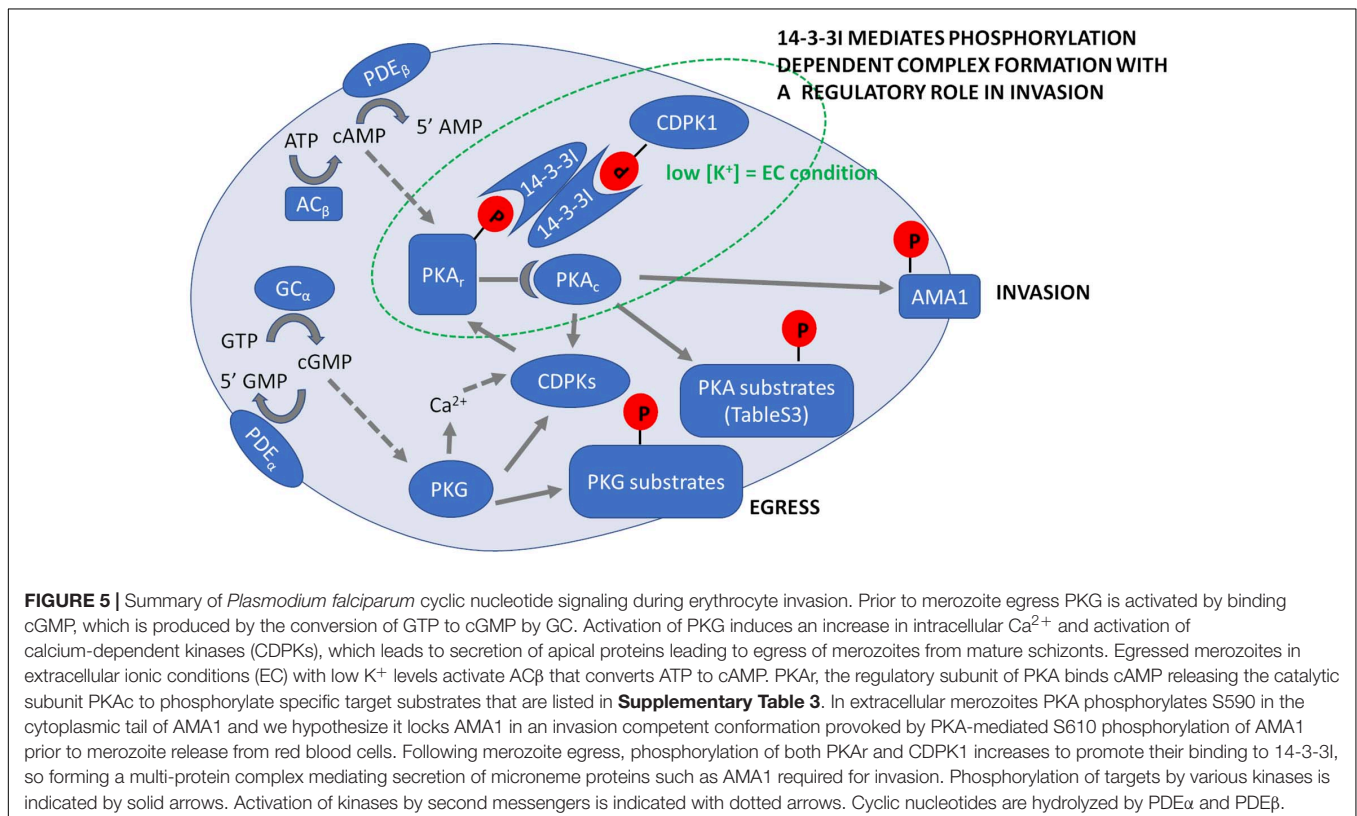 14-3-3I MEDIATES PHOSPHORYLATION
DEPENDENT COMPLEX FORMATION WITH
A REGULATORY ROLE IN INVASION
PDEβ
ATP
cAMP
5' AMP
ACβ
CDPK1
14-3-3I
14-3-3I
P
P
low [K⁺] = EC condition
PKAr
PKAc
P
AMA1
INVASION
GCα
GTP
cGMP
5' GMP
PDEα
CDPKs
Ca²⁺
P
PKA substrates
(TableS3)
P
PKG
PKG substrates
EGRESS
FIGURE 5 | Summary of Plasmodium falciparum cyclic nucleotide signaling during erythrocyte invasion. Prior to merozoite egress PKG is activated by binding
cGMP, which is produced by the conversion of GTP to cGMP by GC. Activation of PKG induces an increase in intracellular Ca²⁺ and activation of
calcium-dependent kinases (CDPKs), which leads to secretion of apical proteins leading to egress of merozoites from mature schizonts. Egressed merozoites in
extracellular ionic conditions (EC) with low K⁺ levels activate ACβ that converts ATP to cAMP. PKAr, the regulatory subunit of PKA binds cAMP releasing the catalytic
subunit PKAc to phosphorylate specific target substrates that are listed in Supplementary Table 3. In extracellular merozoites PKA phosphorylates S590 in the
cytoplasmic tail of AMA1 and we hypothesize it locks AMA1 in an invasion competent conformation provoked by PKA-mediated S610 phosphorylation of AMA1
prior to merozoite release from red blood cells. Following merozoite egress, phosphorylation of both PKAr and CDPK1 increases to promote their binding to 14-3-3I,
so forming a multi-protein complex mediating secretion of microneme proteins such as AMA1 required for invasion. Phosphorylation of targets by various kinases is
indicated by solid arrows. Activation of kinases by second messengers is indicated with dotted arrows. Cyclic nucleotides are hydrolyzed by PDEα and PDEβ.